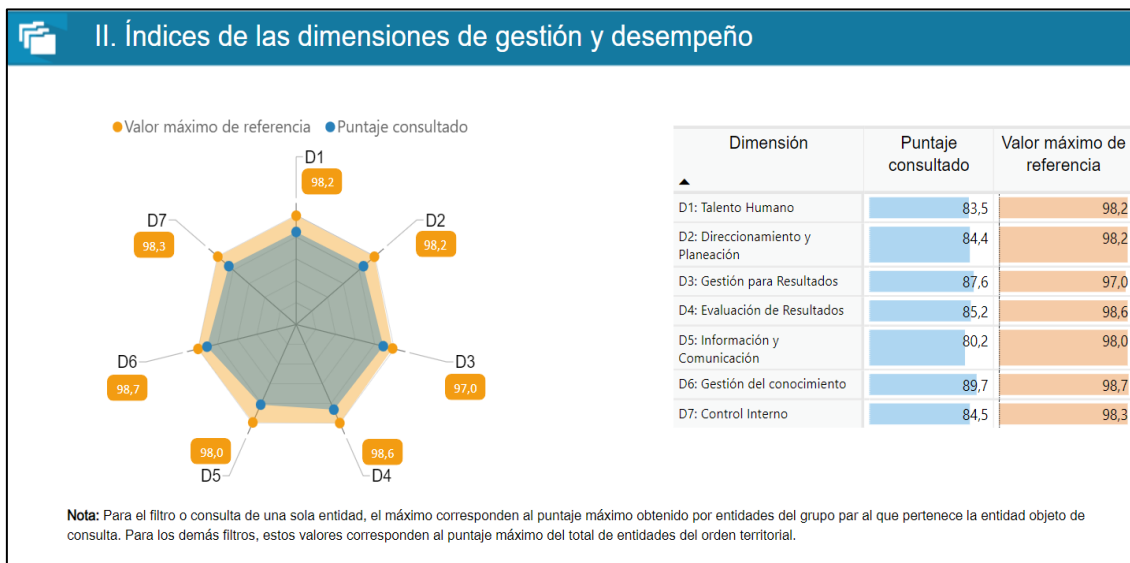 II. Índices de las dimensiones de gestión y desempeño
Valor máximo de referencia Puntaje consultado
D1
98,2
D2
98,2
D3
97,0
D4
98,6
D5
98,0
D6
98,7
D7
98,3
Dimensión Puntaje consultado Valor máximo de referencia
D1: Talento Humano 83,5 98,2
D2: Direccionamiento y
Planeación 84,4 98,2
D3: Gestión para Resultados 87,6 97,0
D4: Evaluación de Resultados 85,2 98,6
D5: Información y
Comunicación 80,2 98,0
D6: Gestión del conocimiento 89,7 98,7
D7: Control Interno 84,5 98,3
Nota: Para el filtro o consulta de una sola entidad, el máximo corresponden al puntaje máximo obtenido por entidades del grupo par al que pertenece la entidad objeto de
consulta. Para los demás filtros, estos valores corresponden al puntaje máximo del total de entidades del orden territorial.